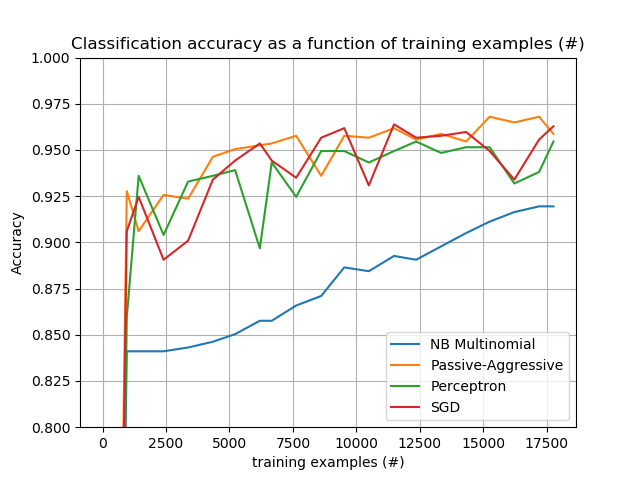 Classification accuracy as a function of training examples (#)
1.000
0.975
0.950
0.925
0.900
0.875
0.850
0.825
0.800
Accuracy
NB Multinomial
Passive-Aggressive
Perceptron
SGD
0 2500 5000 7500 10000 12500 15000 17500
training examples (#)